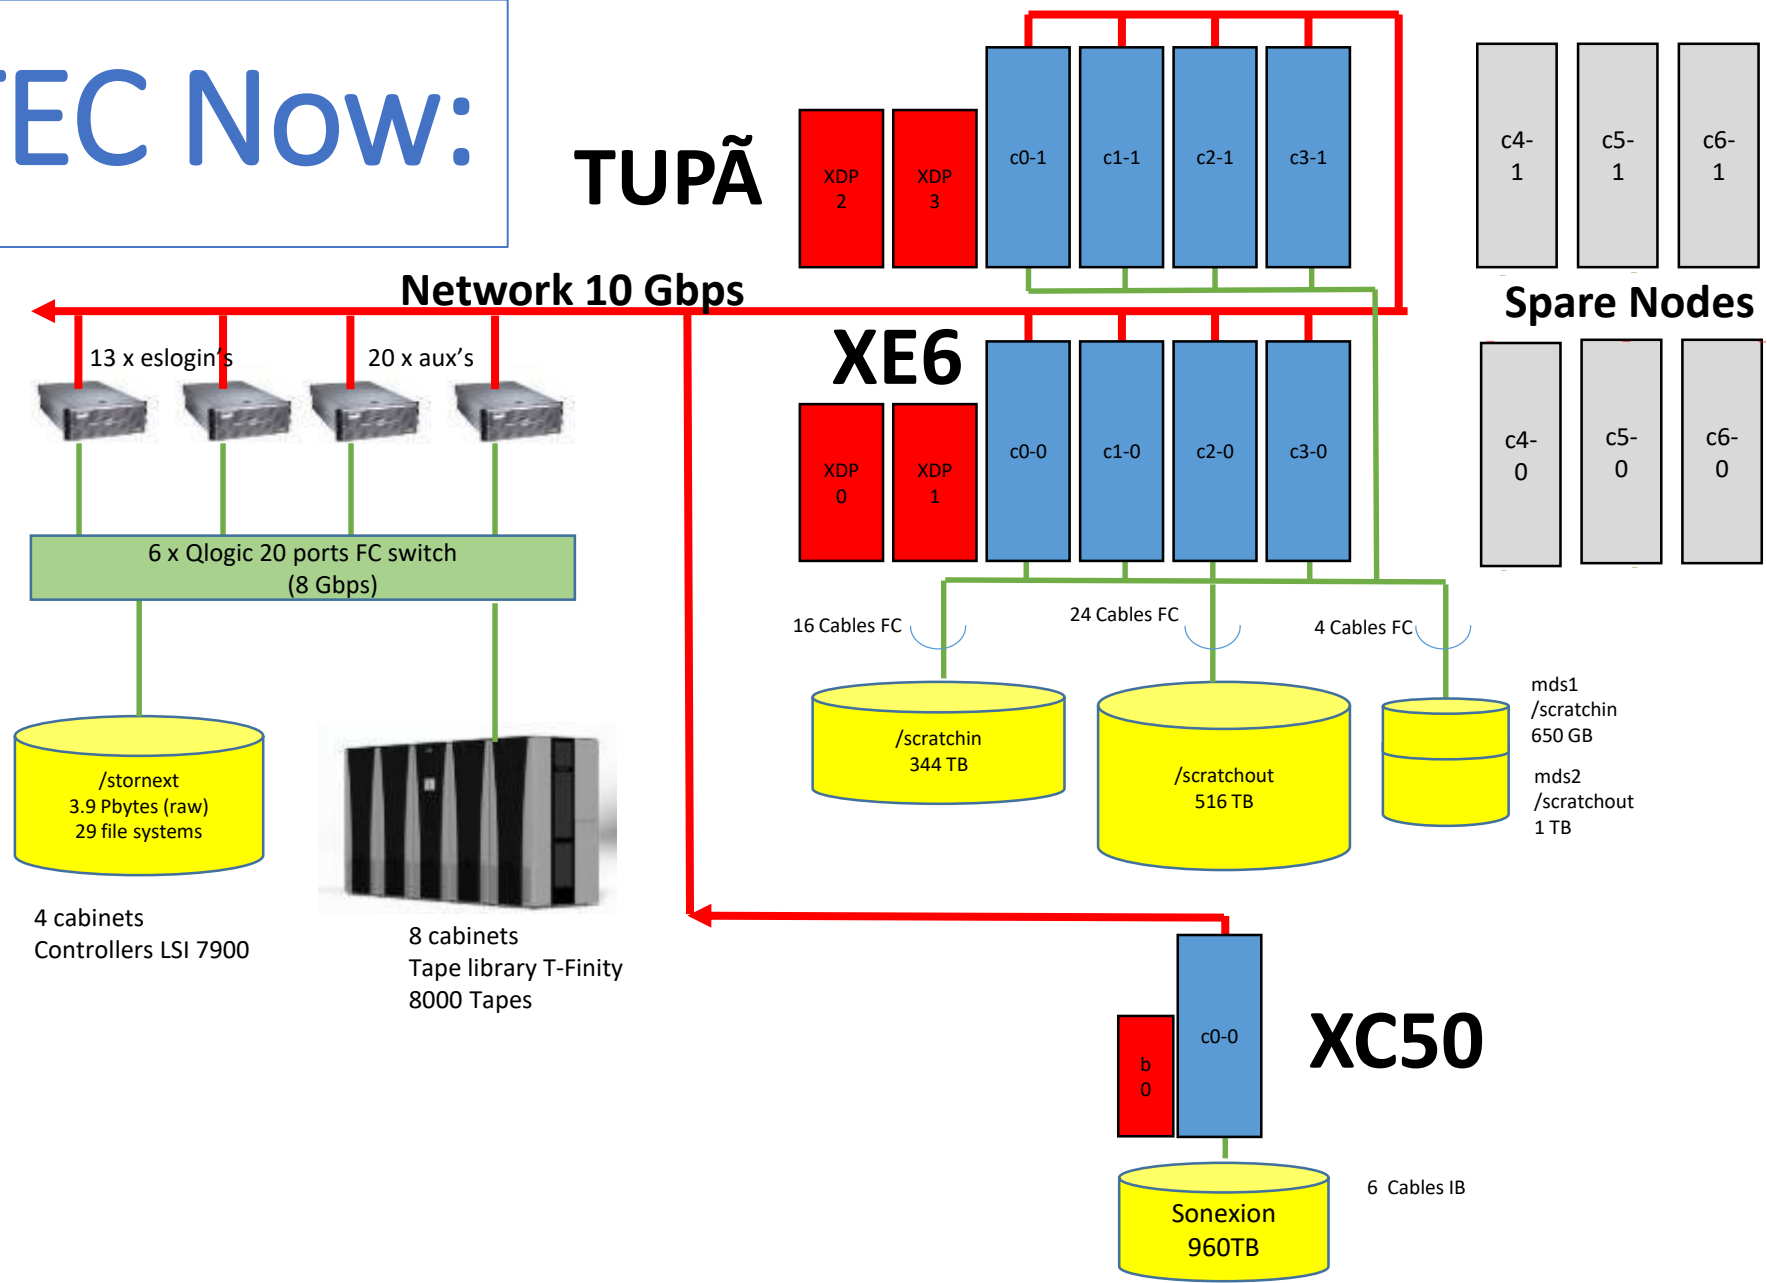 TEC Now:
TUPÃ
XDP
2
XDP
3
c0-1
c1-1
c2-1
c3-1
c4-
1
c5-
1
c6-
1
Network 10 Gbps
Spare Nodes
XE6
13 x eslogin's
20 x aux's
XDP
0
XDP
1
c0-0
c1-0
c2-0
c3-0
c4-
0
c5-
0
c6-
0
6 x Qlogic 20 ports FC switch
(8 Gbps)
16 Cables FC
24 Cables FC
4 Cables FC
/stornext
3.9 Pbytes (raw)
29 file systems
/scratchin
344 TB
/scratchout
516 TB
mds1
/scratchin
650 GB
mds2
/scratchout
1 TB
4 cabinets
Controllers LSI 7900
8 cabinets
Tape library T-Finity
8000 Tapes
b
0
c0-0
XC50
6 Cables IB
Sonexion
960TB